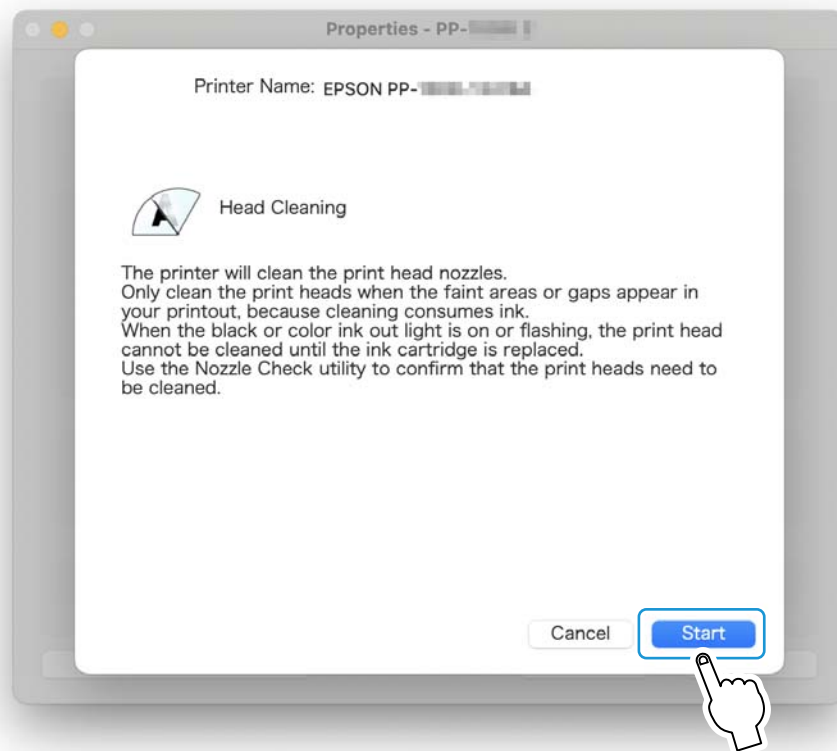 Properties - PP-
Printer Name: EPSON PP-
Head Cleaning
The printer will clean the print head nozzles.
Only clean the print heads when the faint areas or gaps appear in
your printout, because cleaning consumes ink.
When the black or color ink out light is on or flashing, the print head
cannot be cleaned until the ink cartridge is replaced.
Use the Nozzle Check utility to confirm that the print heads need to
be cleaned.
Cancel
Start